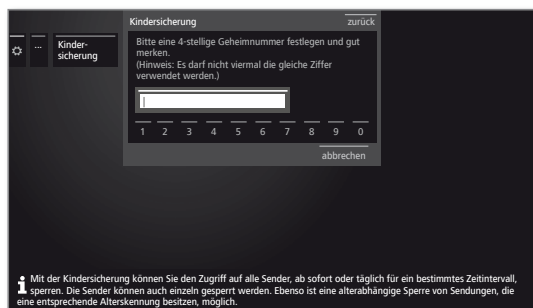 Kindersicherung
zurück
...
Kinder-
sicherung
Bitte eine 4-stellige Geheimnummer festlegen und gut
merken.
(Hinweis: Es darf nicht viermal die gleiche Ziffer
verwendet werden.)
1 2 3 4 5 6 7 8 9 0
abbrechen
Mit der Kindersicherung können Sie den Zugriff auf alle Sender, ab sofort oder täglich für ein bestimmtes Zeitintervall,
sperren. Die Sender können auch einzeln gesperrt werden. Ebenso ist eine alterabhängige Sperre von Sendungen, die
eine entsprechende Alterskennung besitzen, möglich.